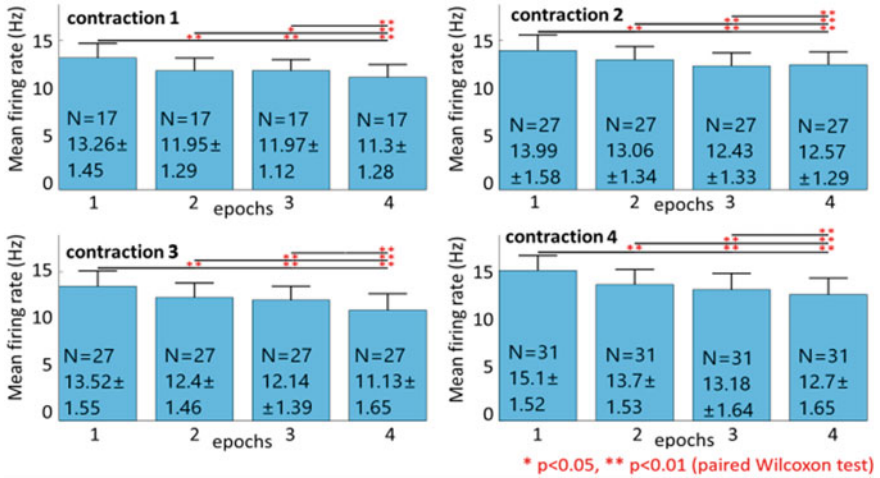 contraction 1
Mean firing rate (Hz)
15
10
5
0
** * **
* **
**
N=17
13.26±
1.45
N=17
11.95±
1.29
N=17
11.97±
1.12
N=17
11.3±
1.28
1 2 3 4
epochs
contraction 2
Mean firing rate (Hz)
15
10
5
0
** ** **
** **
**
N=27
13.99
±1.58
N=27
13.06
±1.34
N=27
12.43
±1.33
N=27
12.57
±1.29
1 2 3 4
epochs
contraction 3
Mean firing rate (Hz)
15
10
5
0
** ** **
** **
**
N=27
13.52±
1.55
N=27
12.4±
1.46
N=27
12.14
±1.39
N=27
11.13±
1.65
1 2 3 4
epochs
contraction 4
Mean firing rate (Hz)
15
10
5
0
** ** **
** **
**
N=31
15.1±
1.52
N=31
13.7±
1.53
N=31
13.18
±1.64
N=31
12.7±
1.65
1 2 3 4
epochs
* p<0.05, ** p<0.01 (paired Wilcoxon test)